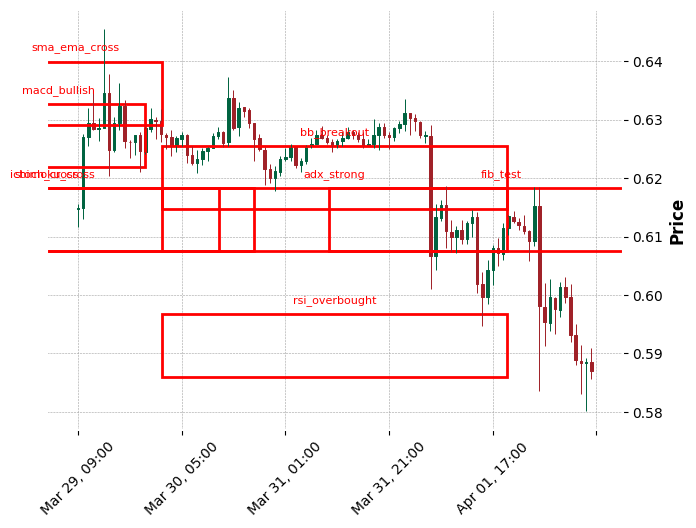 sma_ema_cross
0.64
macd_bullish
0.63
bb_breakout
0.62
adx_strong
fib_test
0.61
Price
0.60
rsi_overbought
0.59
0.58
Mar 29, 09:00
Mar 30, 05:00
Mar 31, 01:00
Mar 31, 21:00
Apr 01, 17:00